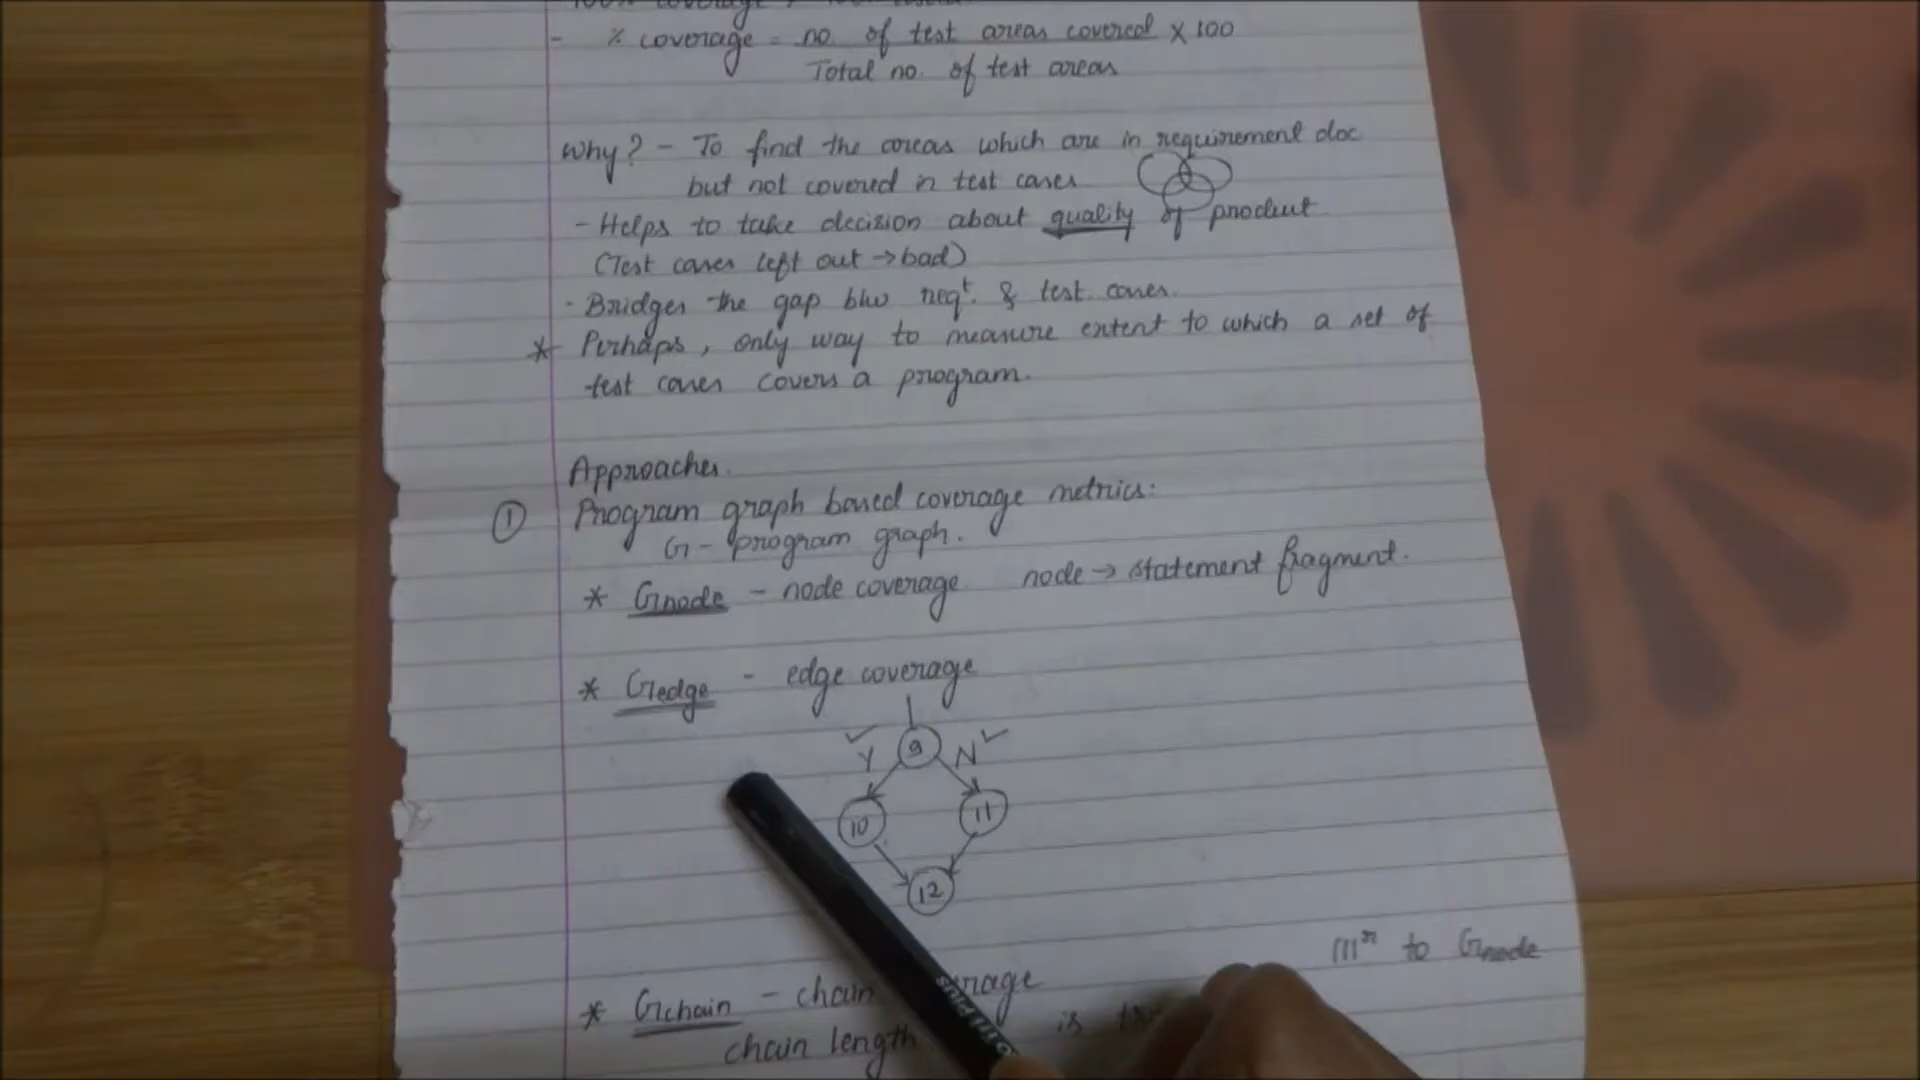 - % coverage = no. of test areas covered X 100
Total no. of test areas
Why? - To find the areas which are in requirement doc
but not covered in test cases
- Helps to take decision about quality of product
(Test cases left out → bad)
- Bridges the gap b/w reqt. & test cases.
* Perhaps, only way to measure extent to which a set of
test cases covers a program.
Approaches.
① Program graph based coverage metrics:
G - program graph.
* Gnode - node coverage node → statement fragment.
* Gedge - edge coverage
Y 9 N
10 11
12
to Gnode
* Gchain - chain
chain length is